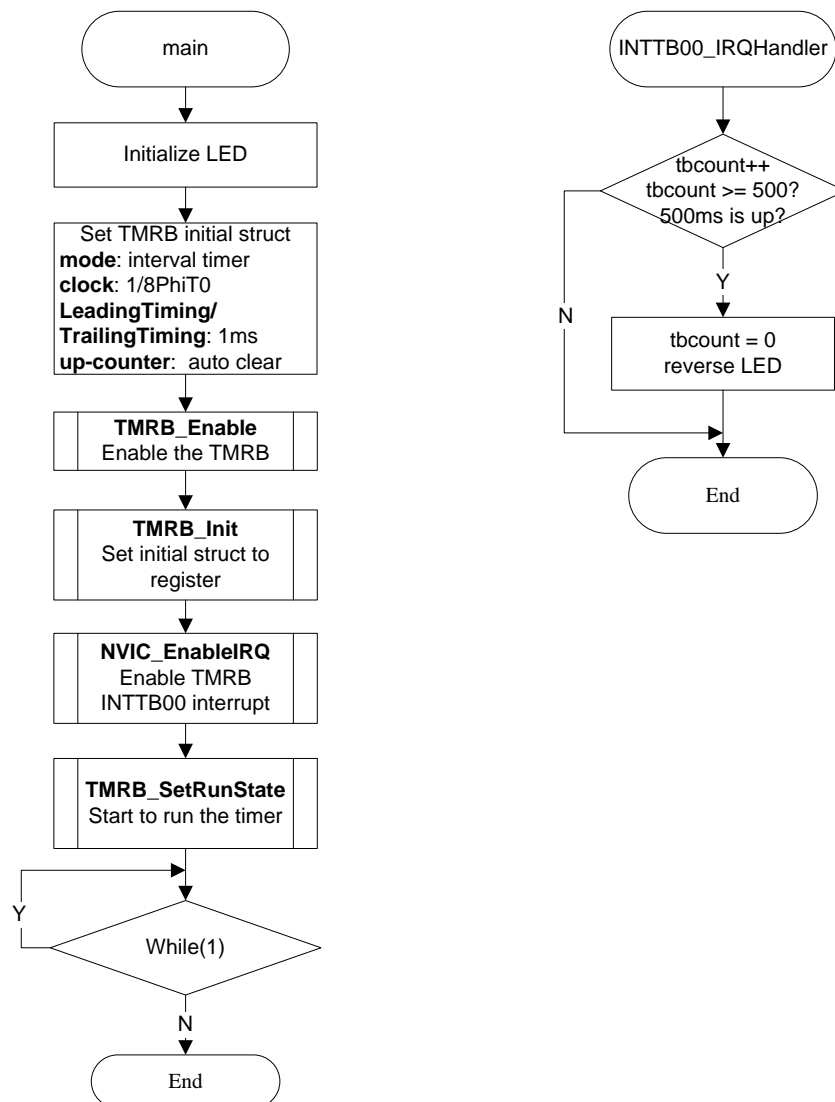 main
Initialize LED
Set TMRB initial struct
mode: interval timer
clock: 1/8PhiT0
LeadingTiming/
TrailingTiming: 1ms
up-counter: auto clear
TMRB_Enable
Enable the TMRB
TMRB_Init
Set initial struct to
register
NVIC_EnableIRQ
Enable TMRB
INTTB00 interrupt
TMRB_SetRunState
Start to run the timer
Y
While(1)
N
End
INTTB00_IRQHandler
tbcount++
tbcount >= 500?
500ms is up?
Y
N
tbcount = 0
reverse LED
End